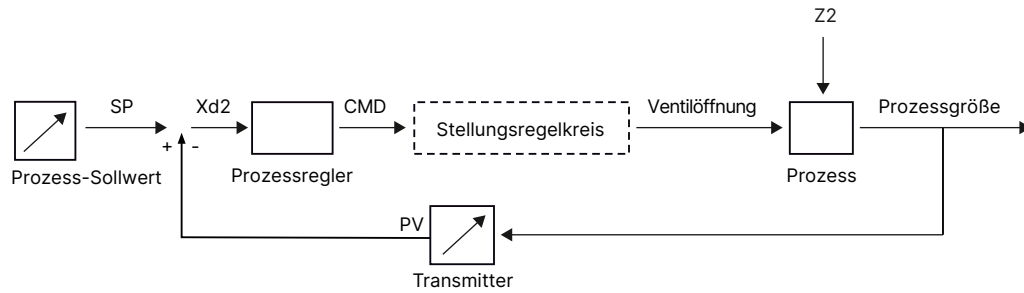 Z2
SP
Xd2
CMD
Ventilöffnung
Prozessgröße
Stellungsregelkreis
+ -
Prozess-Sollwert
Prozessregler
Prozess
PV
Transmitter